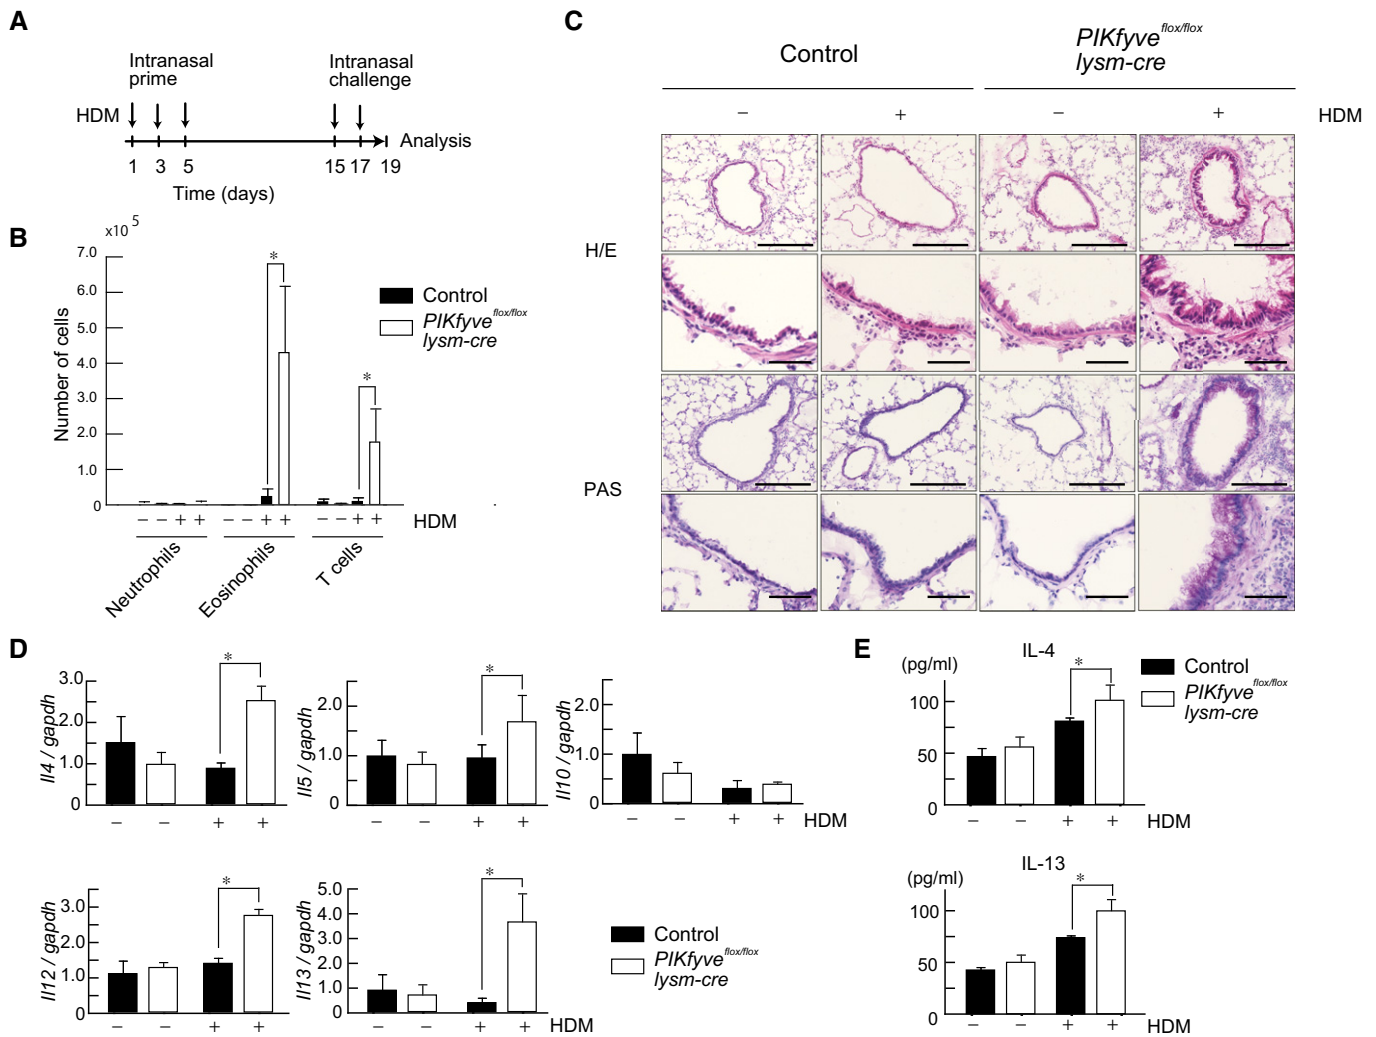 A
Intranasal
prime
Intranasal
challenge
HDM
Analysis
1 3 5 15 17 19
Time (days)
B
x10 5
7.0
6.0
5.0
4.0
3.0
2.0
1.0
0
Number of cells
*
*
Control
PIKfyve flox/flox
lysm-cre
− − + + − − + + − − + + HDM
Neutrophils
Eosinophils
T cells
C
Control
PIKfyve flox/flox
lysm-cre
− + − + HDM
H/E
PAS
D
Il4 / gapdh
3.0
2.0
1.0
0
*
− − + +
Il5 / gapdh
2.0
1.0
0
*
− − + +
Il10 / gapdh
2.0
1.0
0
− − + + HDM
Il12 / gapdh
3.0
2.0
1.0
0
*
− − + +
Il13 / gapdh
5.0
4.0
3.0
2.0
1.0
0
*
− − + + HDM
Control
PIKfyve flox/flox
lysm-cre
E
IL-4
(pg/ml)
100
50
0
*
− − + + HDM
Control
PIKfyve flox/flox
lysm-cre
IL-13
(pg/ml)
100
50
0
*
− − + + HDM